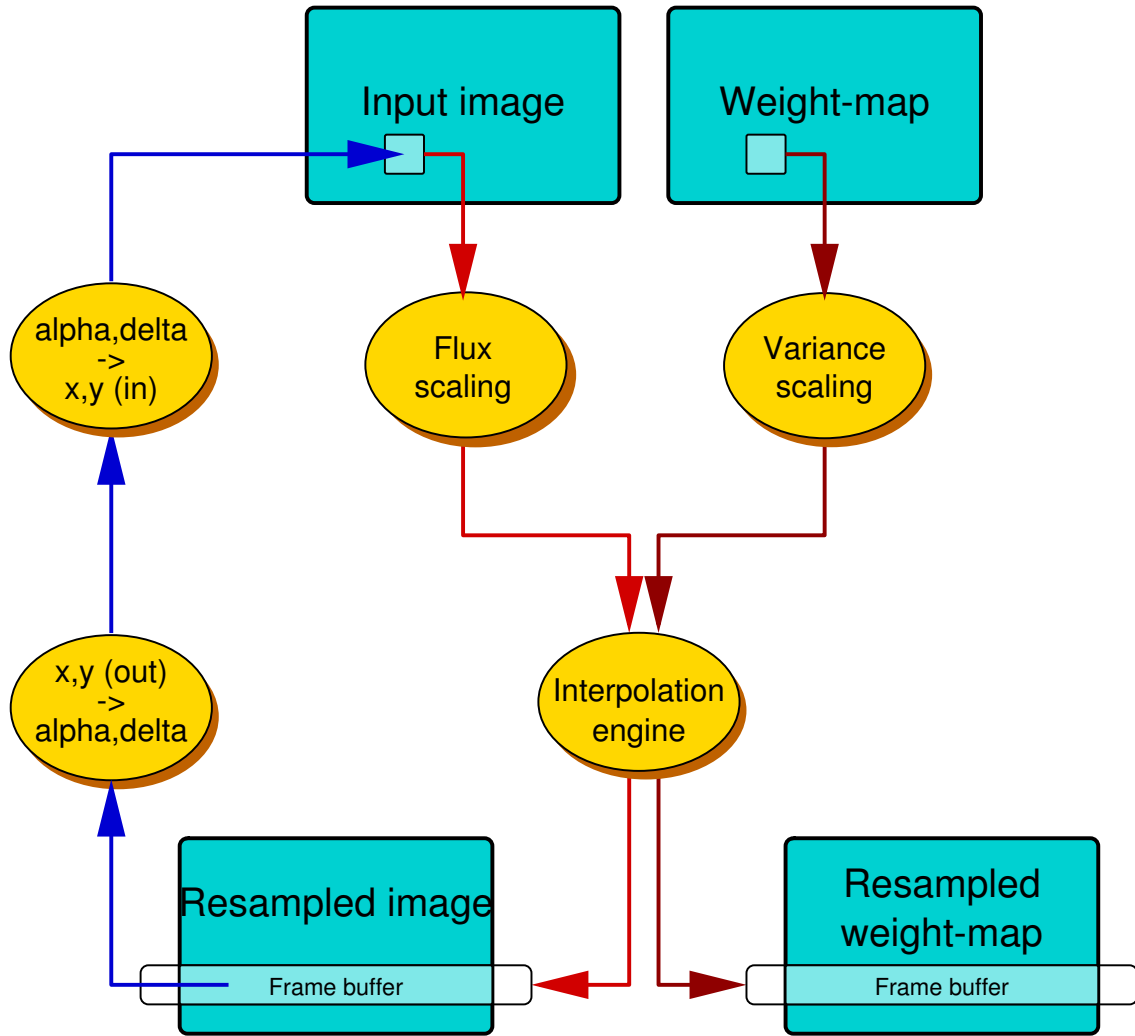 Input image
Weight-map
alpha,delta
->
x,y (in)
Flux
scaling
Variance
scaling
x,y (out)
->
alpha,delta
Interpolation
engine
Resampled image
Frame buffer
Resampled
weight-map
Frame buffer